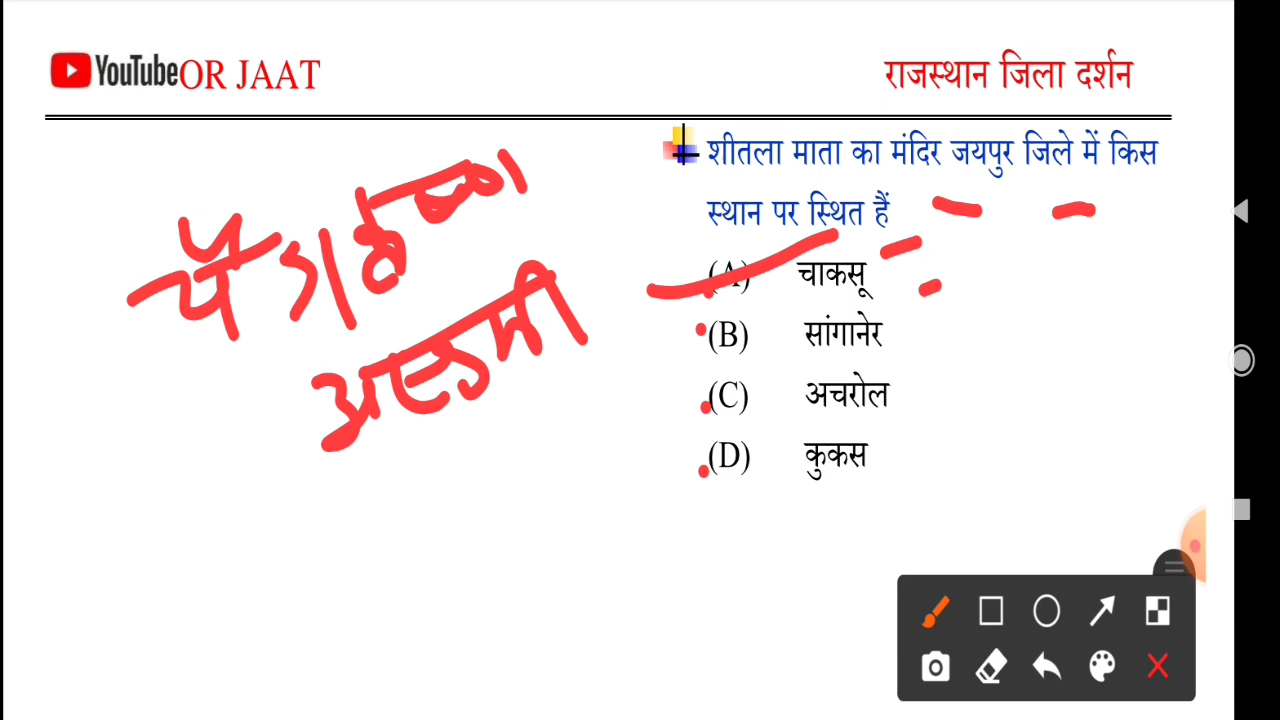 YouTube OR JAAT
राजस्थान जिला दर्शन
शीतला माता का मंदिर जयपुर जिले में किस
स्थान पर स्थित हैं
(A) चाकसू
(B) सांगानेर
(C) अचरोल
(D) कुकस